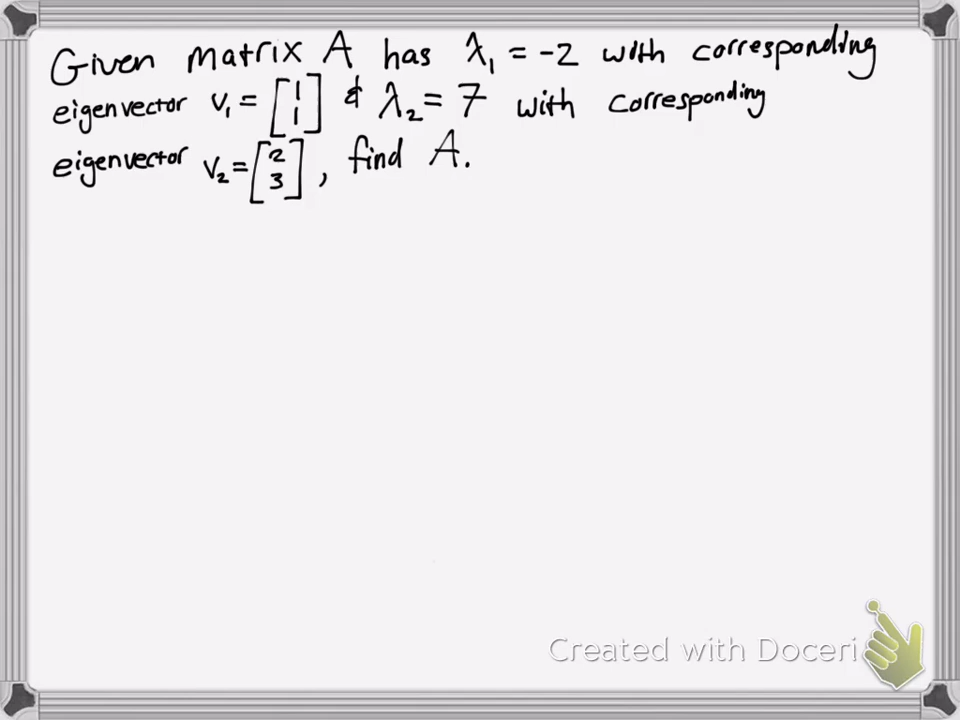 Given matrix A has λ₁ = -2 with corresponding
eigenvector v₁ = [1 1] & λ₂ = 7 with corresponding
eigenvector v₂ = [2 3], find A.
Created with Doceri